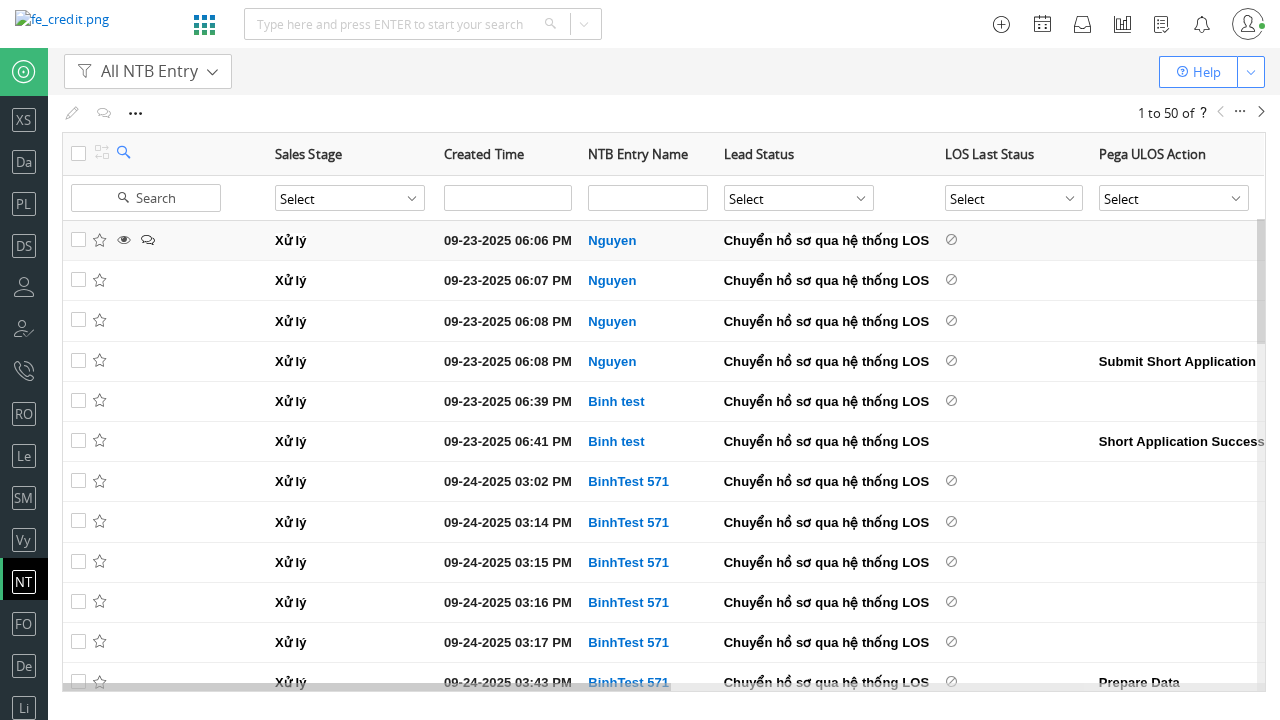 fe_credit.png
Type here and press ENTER to start your search
All NTB Entry
Help
1 to 50 of ?
Sales Stage Created Time NTB Entry Name Lead Status LOS Last Staus Pega ULOS Action
Search Select Select Select Select
Xử lý 09-23-2025 06:06 PM Nguyen Chuyển hồ sơ qua hệ thống LOS
Xử lý 09-23-2025 06:07 PM Nguyen Chuyển hồ sơ qua hệ thống LOS
Xử lý 09-23-2025 06:08 PM Nguyen Chuyển hồ sơ qua hệ thống LOS
Xử lý 09-23-2025 06:08 PM Nguyen Chuyển hồ sơ qua hệ thống LOS Submit Short Application
Xử lý 09-23-2025 06:39 PM Binh test Chuyển hồ sơ qua hệ thống LOS
Xử lý 09-23-2025 06:41 PM Binh test Chuyển hồ sơ qua hệ thống LOS Short Application Success
Xử lý 09-24-2025 03:02 PM BinhTest 571 Chuyển hồ sơ qua hệ thống LOS
Xử lý 09-24-2025 03:14 PM BinhTest 571 Chuyển hồ sơ qua hệ thống LOS
Xử lý 09-24-2025 03:15 PM BinhTest 571 Chuyển hồ sơ qua hệ thống LOS
Xử lý 09-24-2025 03:16 PM BinhTest 571 Chuyển hồ sơ qua hệ thống LOS
Xử lý 09-24-2025 03:17 PM BinhTest 571 Chuyển hồ sơ qua hệ thống LOS
Xử lý 09-24-2025 03:43 PM BinhTest 571 Chuyển hồ sơ qua hệ thống LOS Prepare Data
XS
Da
PL
DS
RO
Le
SM
Vy
NT
FO
De
Li